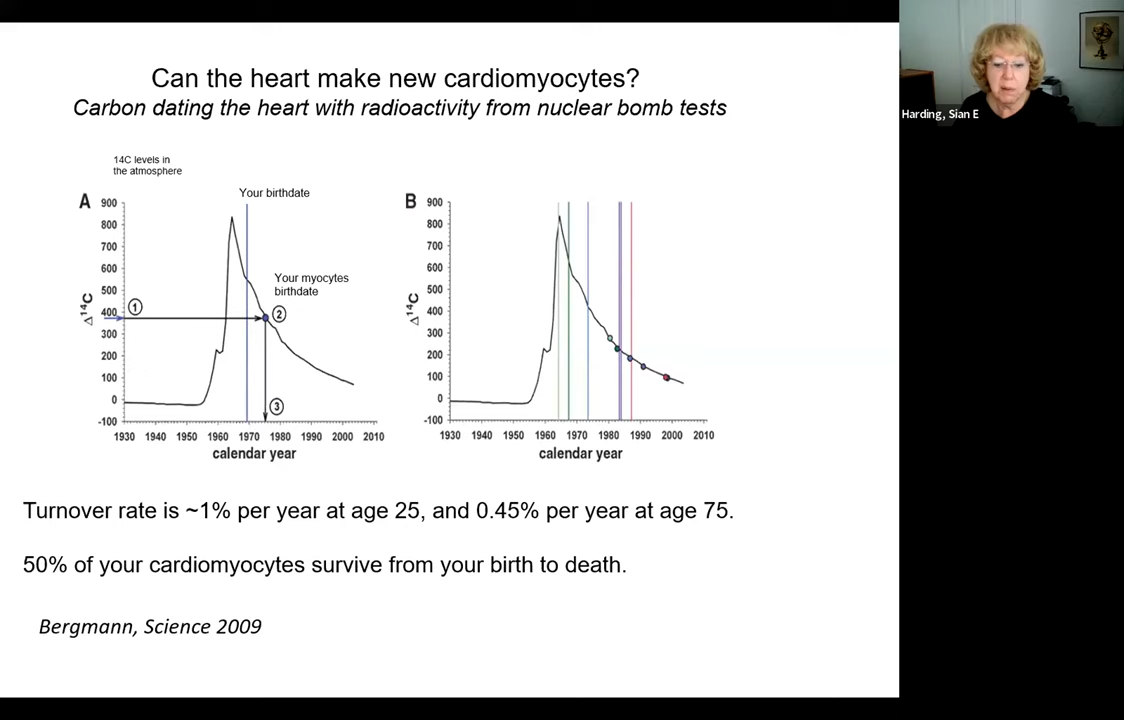 Can the heart make new cardiomyocytes?
Carbon dating the heart with radioactivity from nuclear bomb tests
Harding, Sian E
14C levels in
the atmosphere
A
Your birthdate
Your myocytes
birthdate
Δ¹⁴C
900
800
700
600
500
400
300
200
100
0
-100
1
2
3
1930 1940 1950 1960 1970 1980 1990 2000 2010
calendar year
B
Δ¹⁴C
900
800
700
600
500
400
300
200
100
0
-100
1930 1940 1950 1960 1970 1980 1990 2000 2010
calendar year
Turnover rate is ~1% per year at age 25, and 0.45% per year at age 75.
50% of your cardiomyocytes survive from your birth to death.
Bergmann, Science 2009